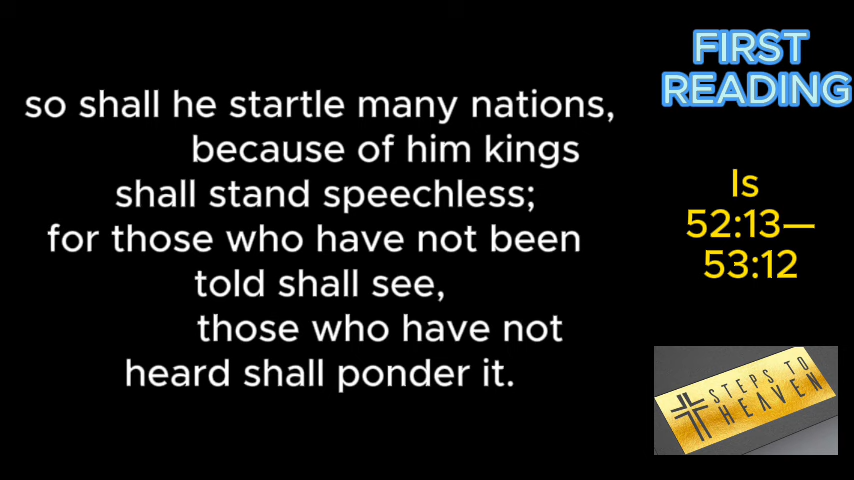 so shall he startle many nations,
because of him kings
shall stand speechless;
for those who have not been
told shall see,
those who have not
heard shall ponder it.
FIRST
READING
Is
52:13—
53:12
STEPS TO
HEAVEN